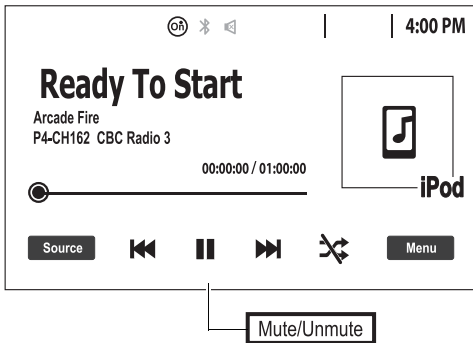 On
4:00 PM
Ready To Start
Arcade Fire
P4-CH162 CBC Radio 3
00:00:00 / 01:00:00
iPod
Source
Menu
Mute/Unmute